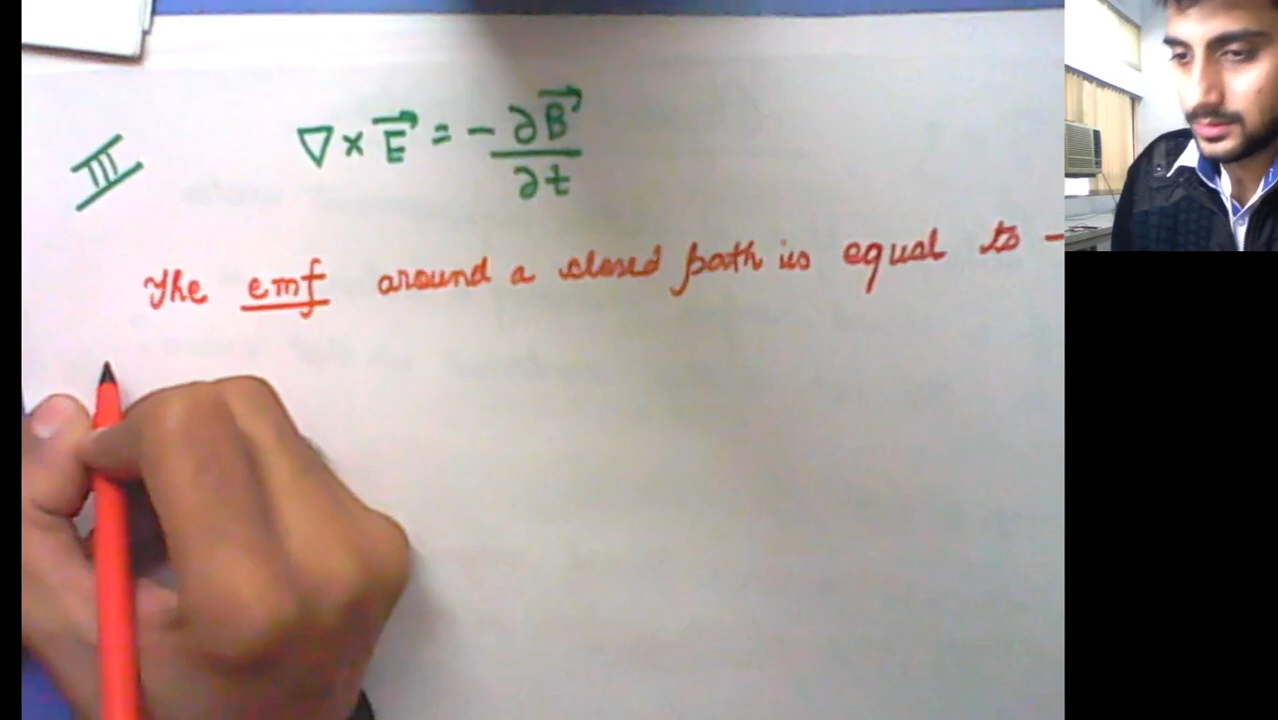 III ∇ × E⃗ = - ∂B⃗ / ∂t
The emf around a closed path is equal to -